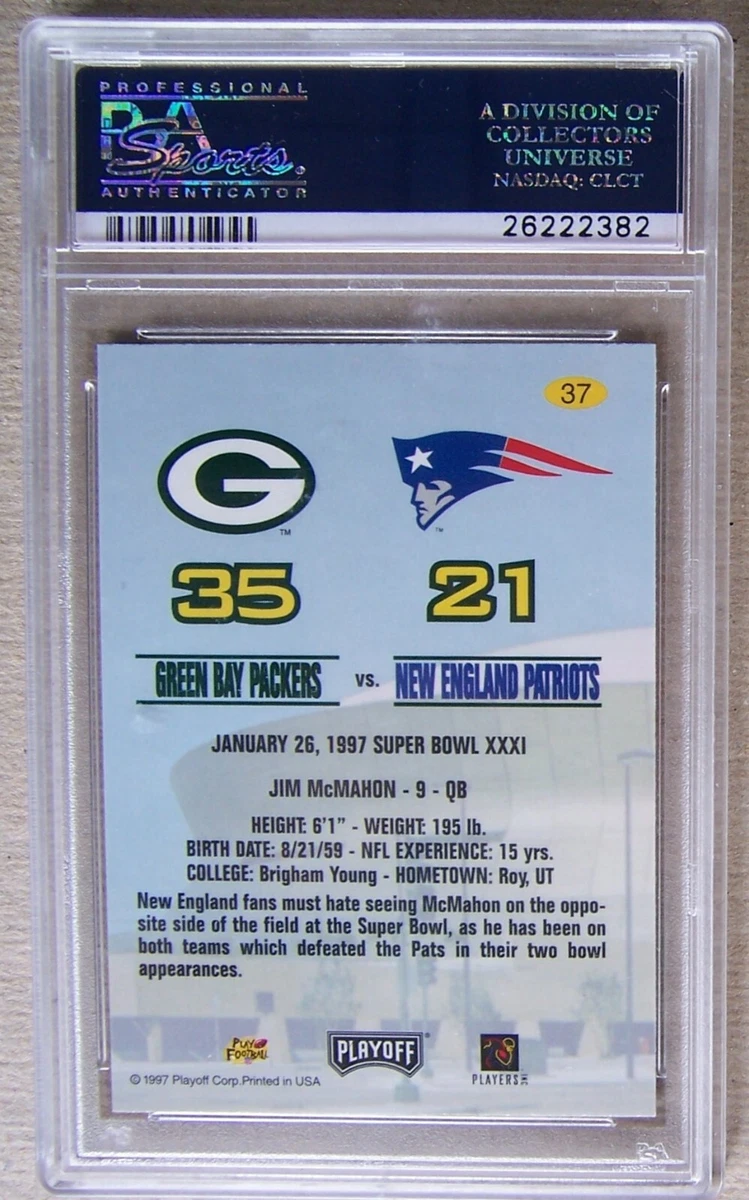 PROFESSIONAL
PSA
Sports.
AUTHENTICATOR
A DIVISION OF
COLLECTORS
UNIVERSE
NASDAQ: CLCT
26222382
37
G
TM
TM
35 21
GREEN BAY PACKERS vs. NEW ENGLAND PATRIOTS
JANUARY 26, 1997 SUPER BOWL XXXI
JIM McMAHON - 9 - QB
HEIGHT: 6'1" - WEIGHT: 195 lb.
BIRTH DATE: 8/21/59 - NFL EXPERIENCE: 15 yrs.
COLLEGE: Brigham Young - HOMETOWN: Roy, UT
New England fans must hate seeing McMahon on the oppo-
site side of the field at the Super Bowl, as he has been on
both teams which defeated the Pats in their two bowl
appearances.
PLAY FOOTBALL
PLAYOFF®
PLAYERS INC
© 1997 Playoff Corp. Printed in USA
PSA